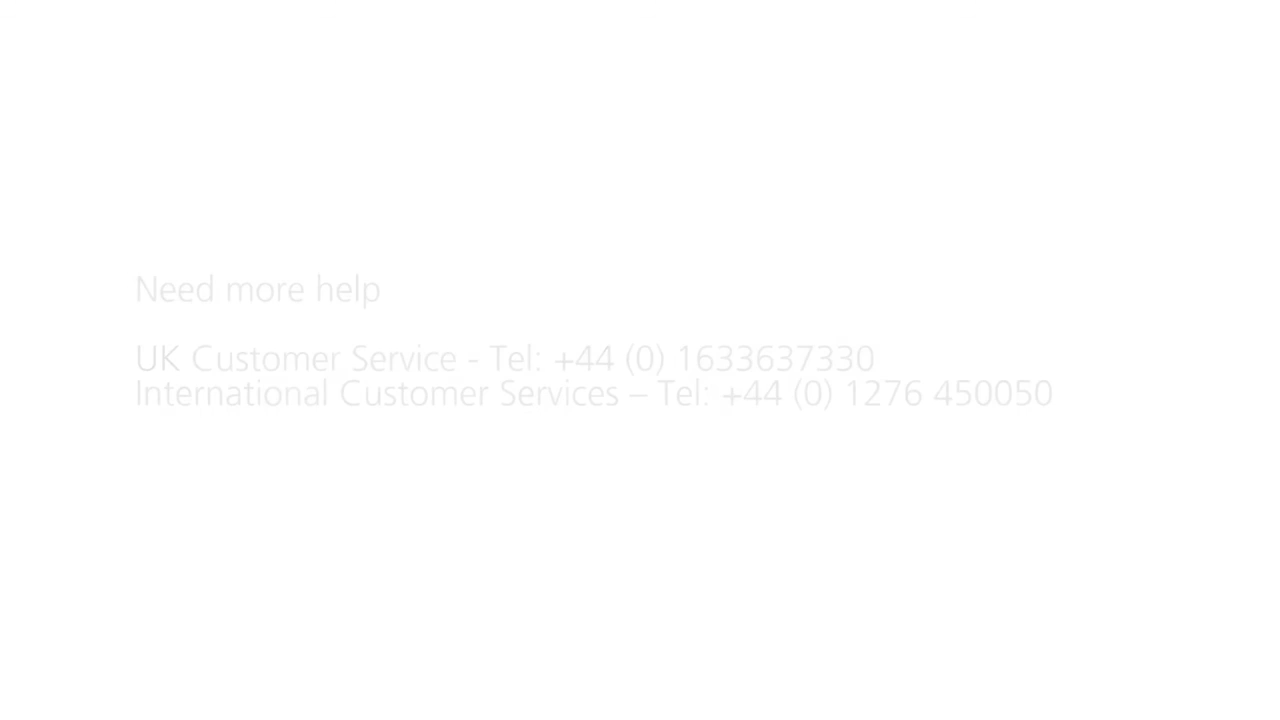 Need more help
UK Customer Service - Tel: +44 (0) 1633637330
International Customer Services – Tel: +44 (0) 1276 450050